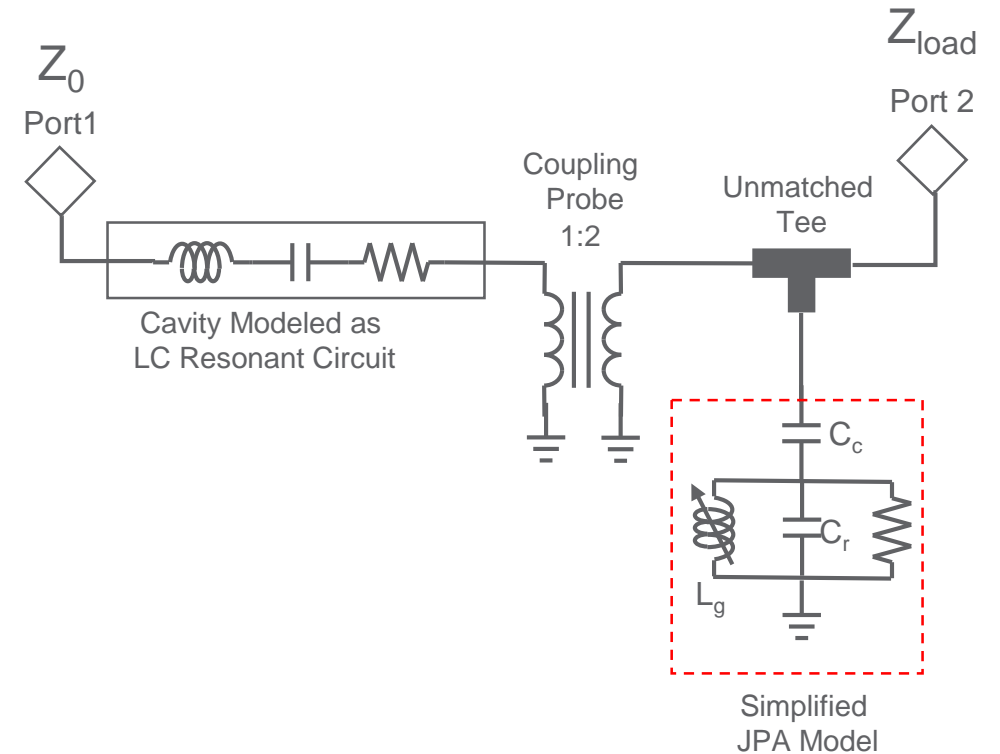 Z0
Port1
Zload
Port 2
Coupling
Probe
1:2
Unmatched
Tee
Cavity Modeled as
LC Resonant Circuit
Cc
Cr
Lg
Simplified
JPA Model